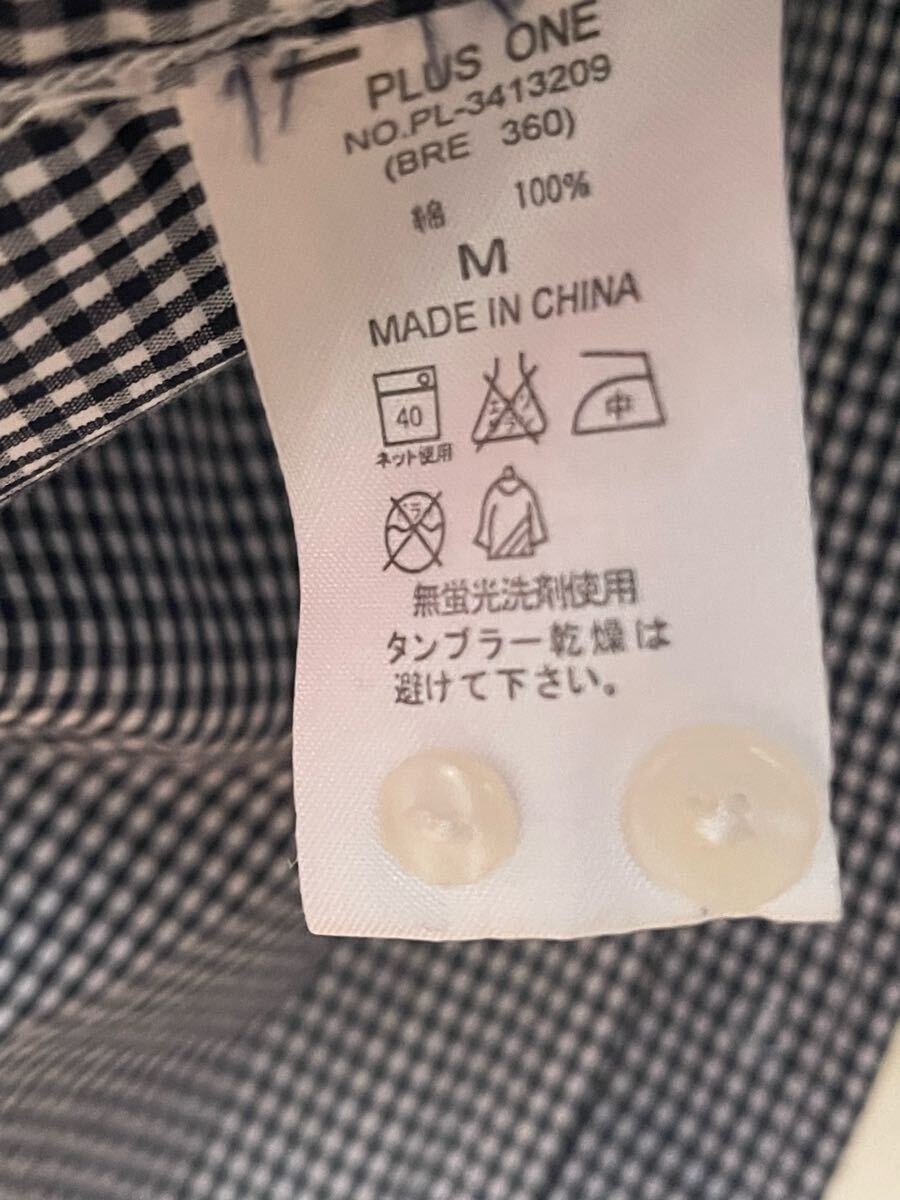 PLUS ONE
NO.PL-3413209
(BRE 360)
綿 100%
M
MADE IN CHINA
40 中
ネット使用
無蛍光洗剤使用
タンブラー乾燥は
避けて下さい。